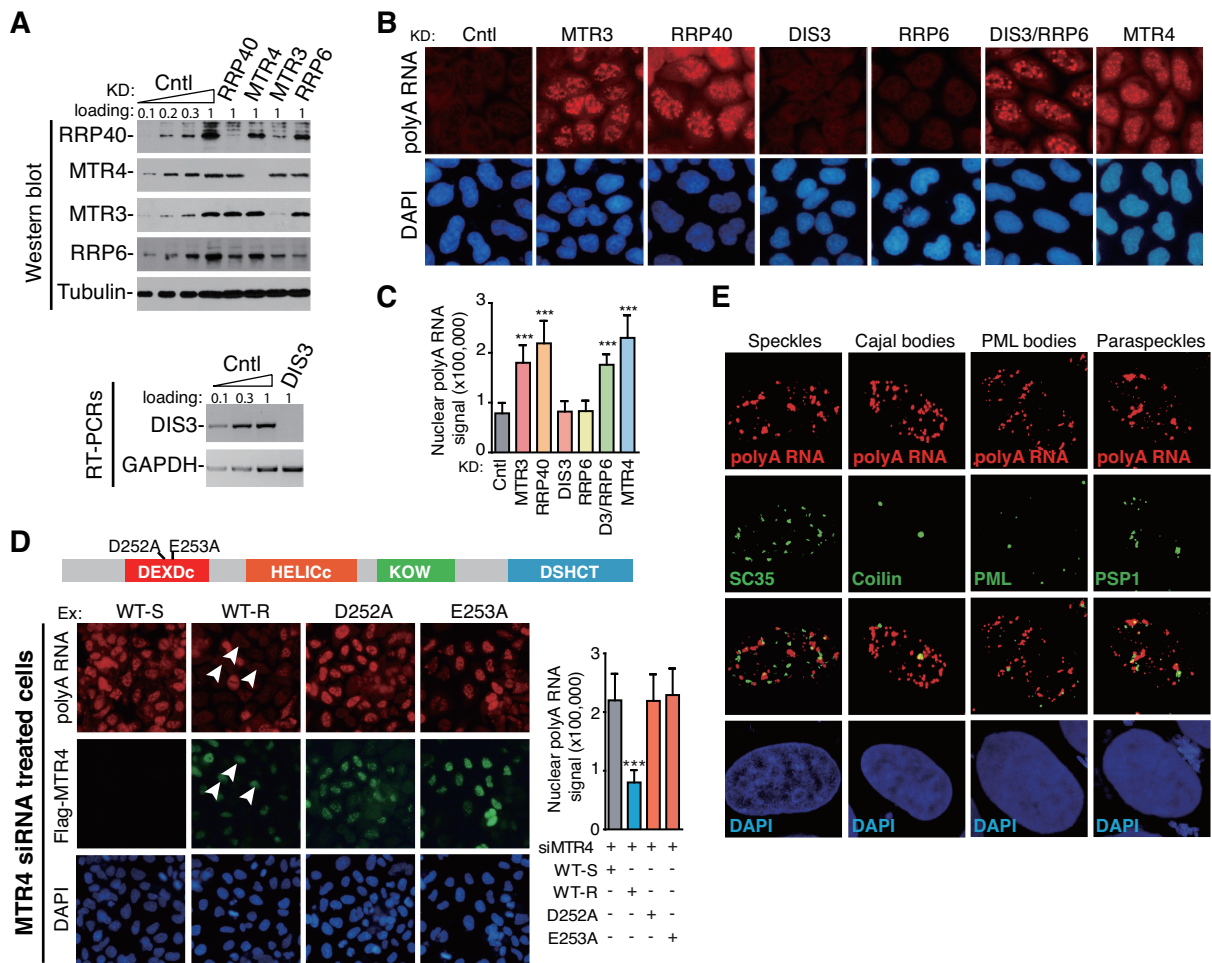 A
KD: Cntl RRP40 MTR4 MTR3 RRP6
loading: 0.1 0.2 0.3 1 1 1 1 1
Western blot
RRP40-
MTR4-
MTR3-
RRP6-
Tubulin-
Cntl DIS3
loading: 0.1 0.3 1 1
RT-PCRs
DIS3-
GAPDH-
B
KD: Cntl MTR3 RRP40 DIS3 RRP6 DIS3/RRP6 MTR4
polyA RNA
DAPI
C
Nuclear polyA RNA
signal (x100,000)
3
2
1
0
*** *** *** ***
KD: Cntl MTR3 RRP40 DIS3 RRP6 D3/RRP6 MTR4
D
D252A E253A
DEXDc HELICc KOW DSHCT
Ex: WT-S WT-R D252A E253A
MTR4 siRNA treated cells
polyA RNA
Flag-MTR4
DAPI
Nuclear polyA RNA
signal (x100,000)
3
2
1
0
***
siMTR4 + + + +
WT-S + - - -
WT-R - + - -
D252A - - + -
E253A - - - +
E
Speckles Cajal bodies PML bodies Paraspeckles
polyA RNA polyA RNA polyA RNA polyA RNA
SC35 Coilin PML PSP1
DAPI DAPI DAPI DAPI